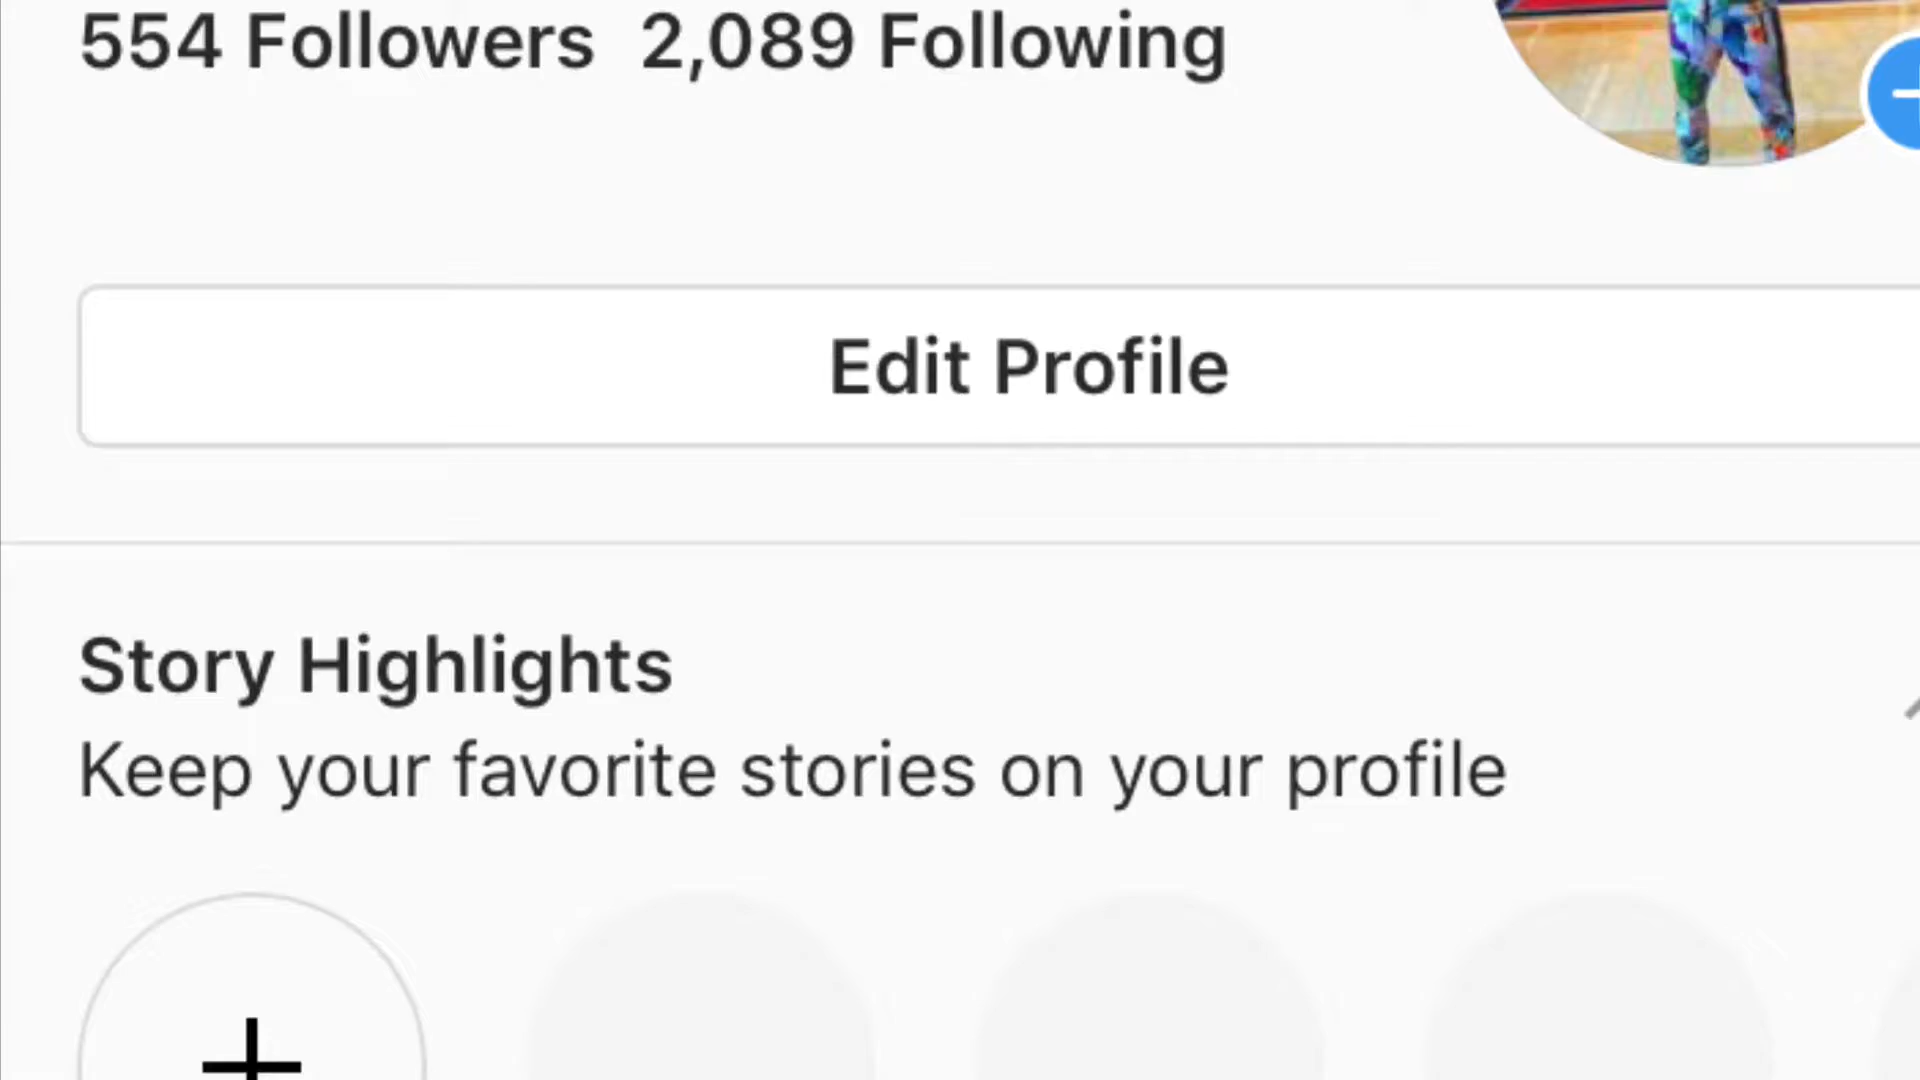 554 Followers 2,089 Following
Edit Profile
Story Highlights
Keep your favorite stories on your profile